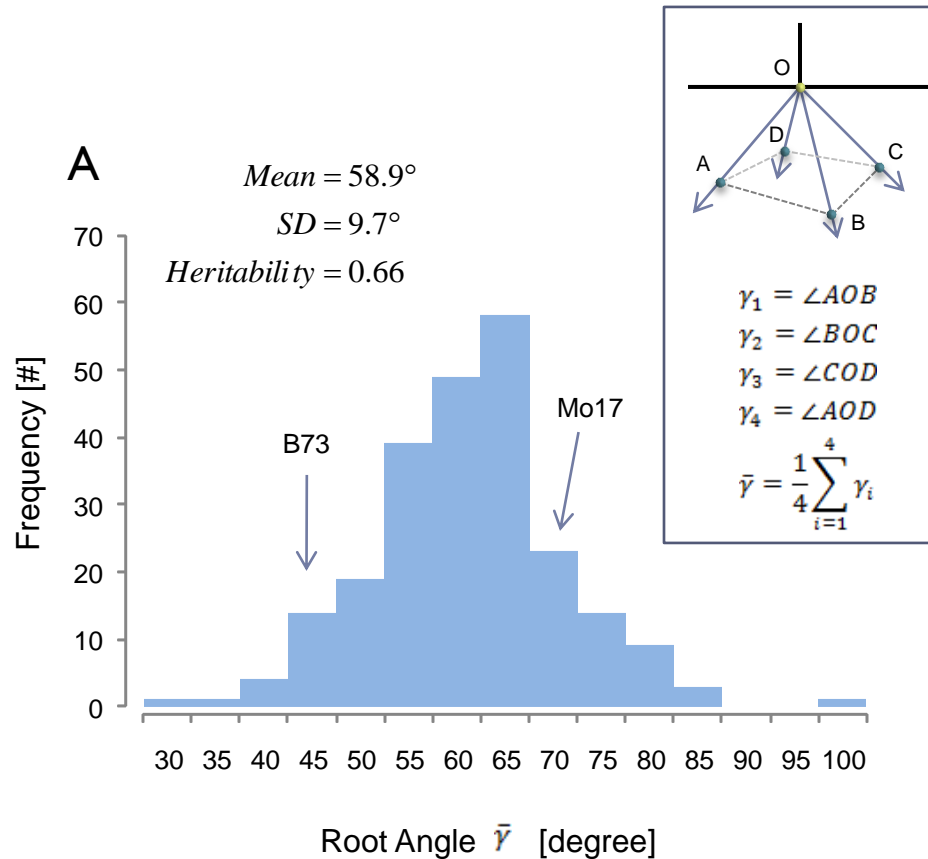 A
Mean = 58.9°
SD = 9.7°
Heritability = 0.66
Frequency [#]
70
60
50
40
30
20
10
0
B73
Mo17
30 35 40 45 50 55 60 65 70 75 80 85 90 95 100
Root Angle γ̄ [degree]
O
D
A
C
B
γ₁ = ∠AOB
γ₂ = ∠BOC
γ₃ = ∠COD
γ₄ = ∠AOD
γ̄ = 1/4 ∑ᵢ₌₁⁴ γᵢ